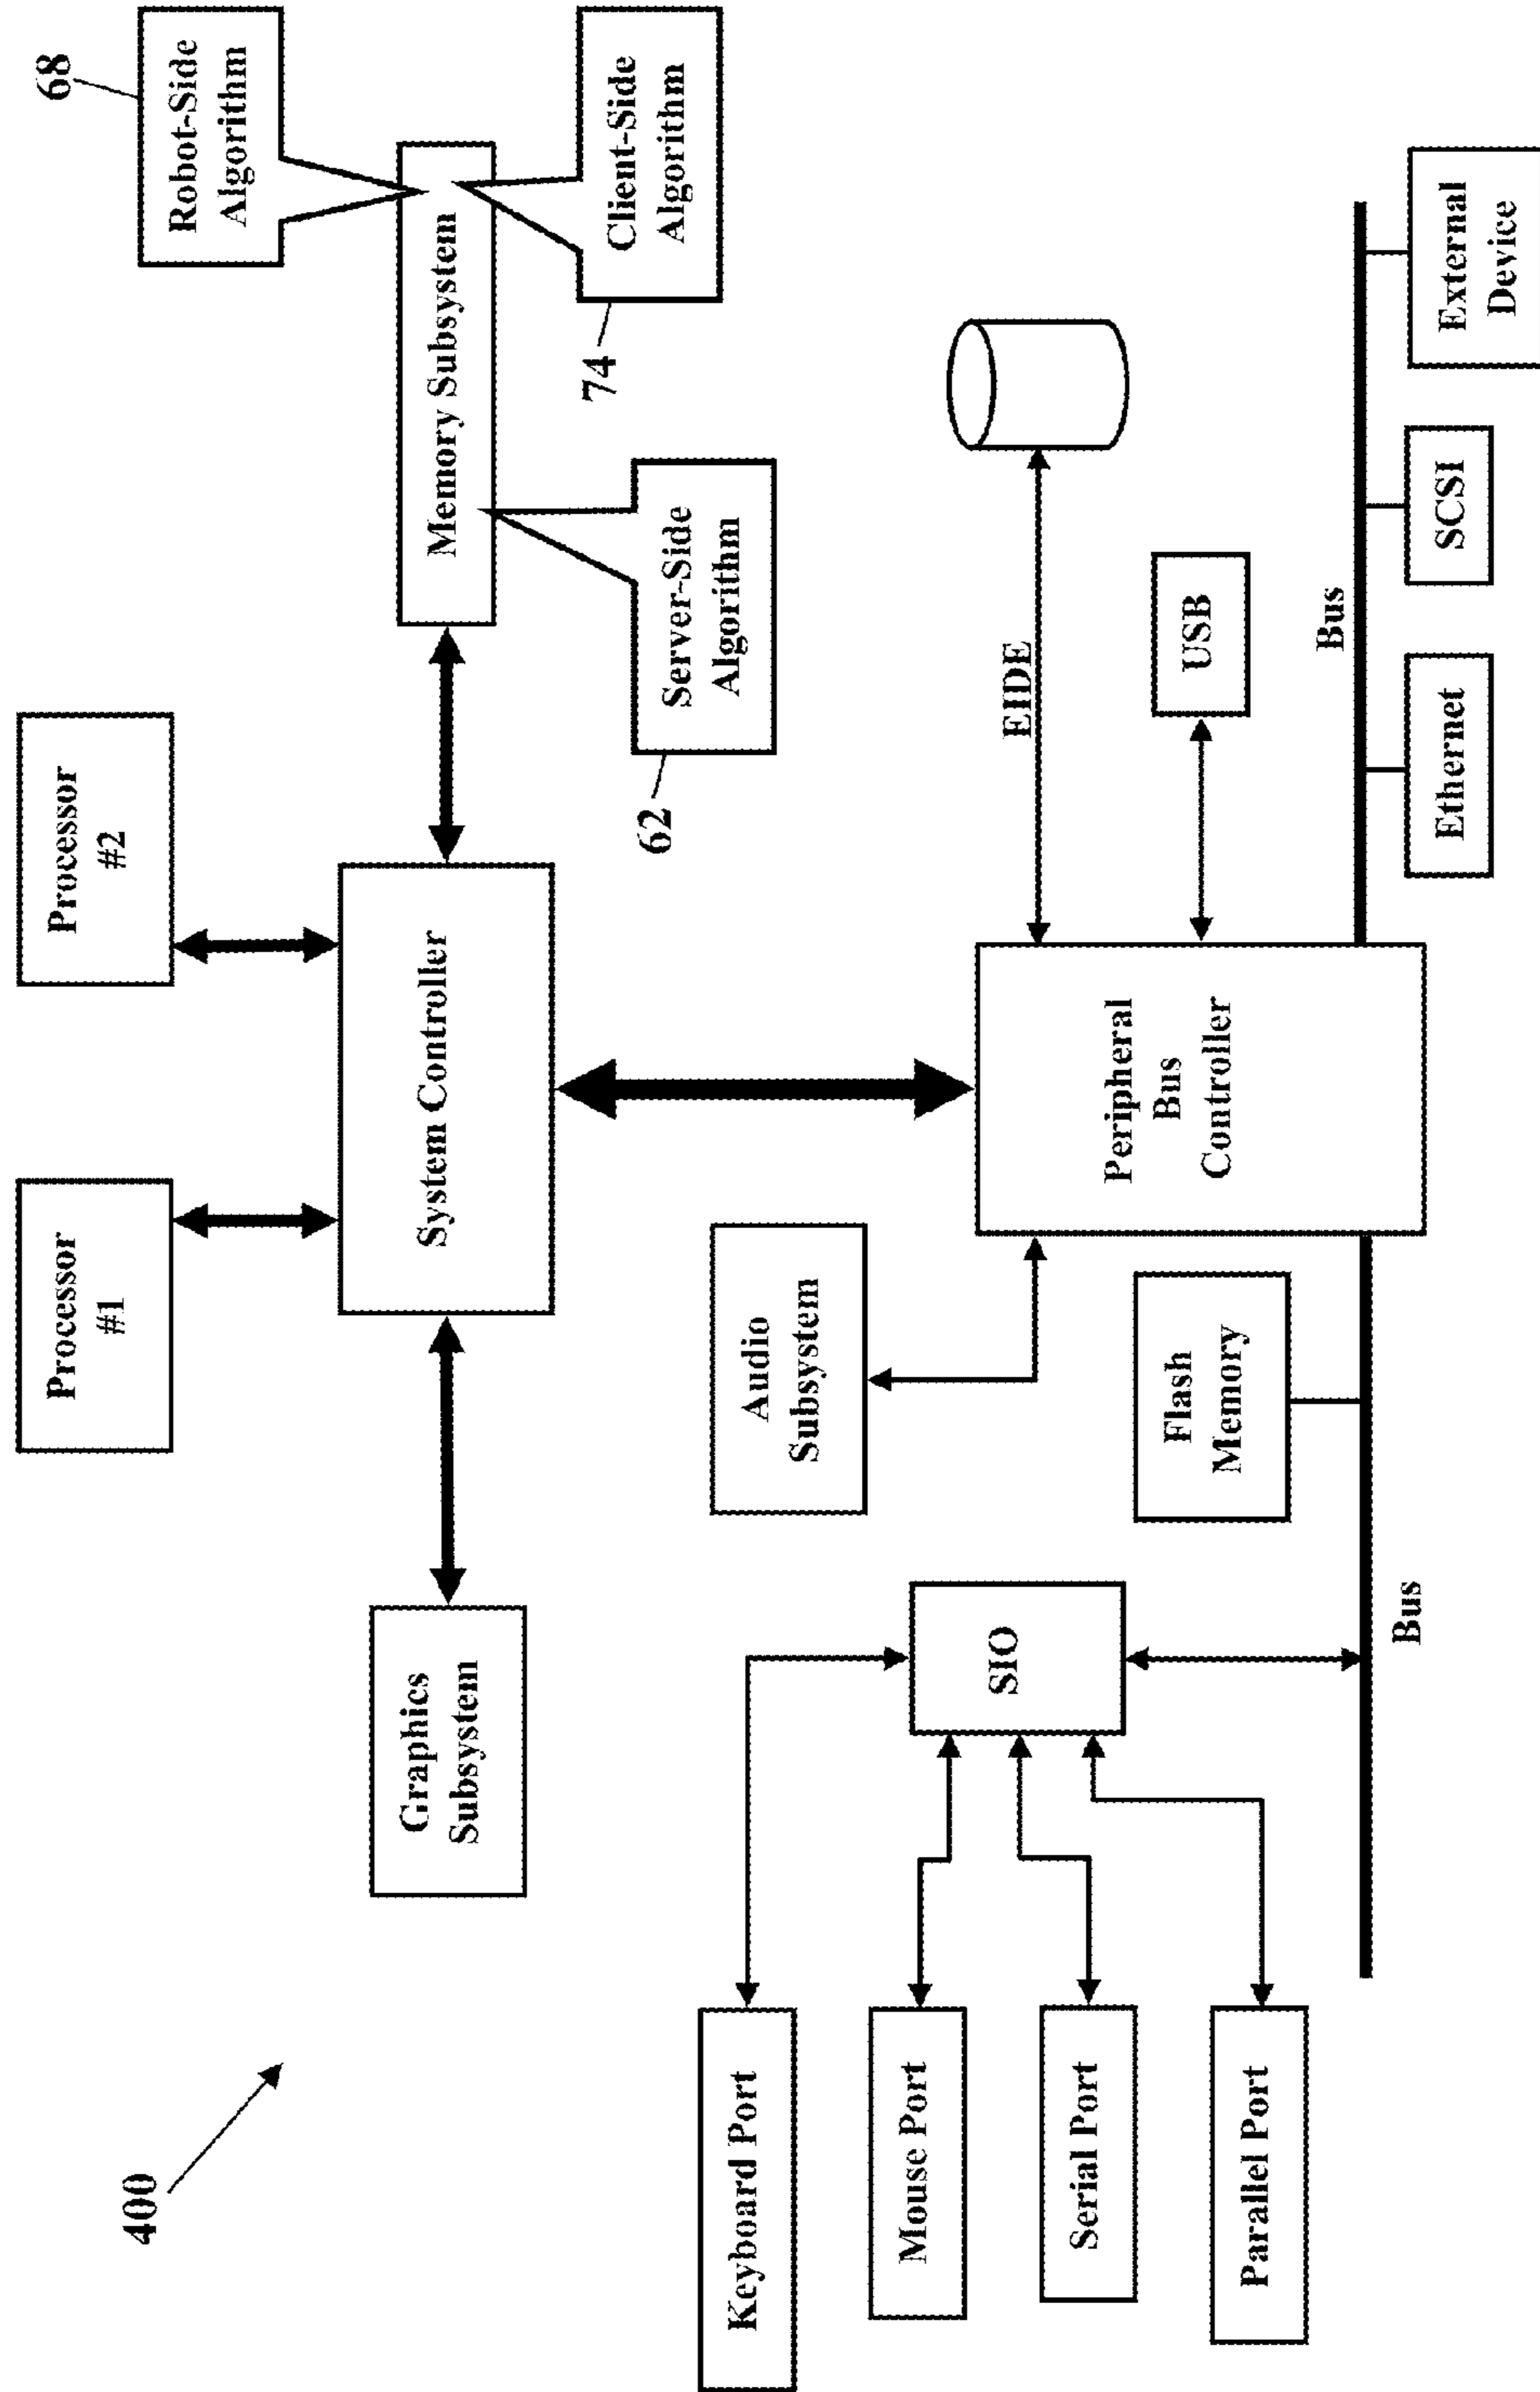 400
Processor
#1
Processor
#2
68
Robot-Side
Algorithm
Graphics
Subsystem
System Controller
Memory Subsystem
62
Server-Side
Algorithm
74
Client-Side
Algorithm
Keyboard Port
Mouse Port
Serial Port
Parallel Port
SIO
Audio
Subsystem
Flash
Memory
Bus
Peripheral
Bus
Controller
EIDE
USB
Bus
Ethernet
SCSI
External
Device